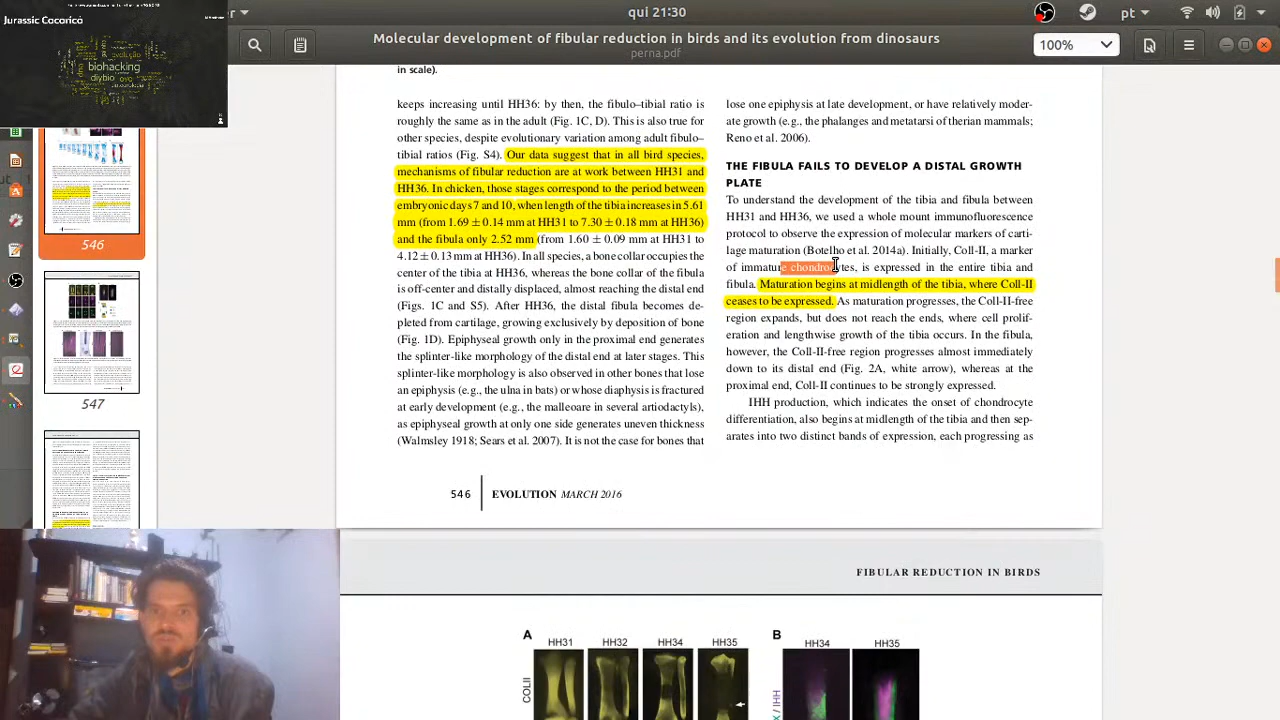 Jurassic Cacoricá
biohacking
diybio
evo
evolução
dna
qui 21:30
pt
Molecular development of fibular reduction in birds and its evolution from dinosaurs
perna.pdf
100%
546
547
in scale).
keeps increasing until HH36: by then, the fibulo–tibial ratio is
roughly the same as in the adult (Fig. 1C, D). This is also true for
other species, despite evolutionary variation among adult fibulo–
tibial ratios (Fig. S4). Our data suggest that in all bird species,
mechanisms of fibular reduction are at work between HH31 and
HH36. In chicken, those stages correspond to the period between
embryonic days 7 and 10, when length of the tibia increases in 5.61
mm (from 1.69 ± 0.14 mm at HH31 to 7.30 ± 0.18 mm at HH36)
and the fibula only 2.52 mm (from 1.60 ± 0.09 mm at HH31 to
4.12 ± 0.13 mm at HH36). In all species, a bone collar occupies the
center of the tibia at HH36, whereas the bone collar of the fibula
is off-center and distally displaced, almost reaching the distal end
(Figs. 1C and S5). After HH36, the distal fibula becomes de-
pleted from cartilage, growing exclusively by deposition of bone
(Fig. 1D). Epiphyseal growth only in the proximal end generates
the splinter-like morphology of the distal end at later stages. This
splinter-like morphology is also observed in other bones that lose
an epiphysis (e.g., the ulna in bats) or whose diaphysis is fractured
at early development (e.g., the malleoare in several artiodactyls),
as epiphyseal growth at only one side generates uneven thickness
(Walmsley 1918; Sears et al. 2007). It is not the case for bones that
lose one epiphysis at late development, or have relatively moder-
ate growth (e.g., the phalanges and metatarsi of therian mammals;
Reno et al. 2006).
THE FIBULA FAILS TO DEVELOP A DISTAL GROWTH
PLATE
To understand the development of the tibia and fibula between
HH31 and HH36, we used a whole mount immunofluorescence
protocol to observe the expression of molecular markers of carti-
lage maturation (Botelho et al. 2014a). Initially, Coll-II, a marker
of immature chondrocytes, is expressed in the entire tibia and
fibula. Maturation begins at midlength of the tibia, where Coll-II
ceases to be expressed. As maturation progresses, the Coll-II-free
region expands, but does not reach the ends, where cell prolif-
eration and lengthwise growth of the tibia occurs. In the fibula,
however, the Coll-II-free region progresses almost immediately
down to its distal end (Fig. 2A, white arrow), whereas at the
proximal end, Coll-II continues to be strongly expressed.
IHH production, which indicates the onset of chondrocyte
differentiation, also begins at midlength of the tibia and then sep-
arates into two distinct bands of expression, each progressing as
546 EVOLUTION MARCH 2016
FIBULAR REDUCTION IN BIRDS
A HH31 HH32 HH34 HH35
COLII
B HH34 HH35
X / IHH